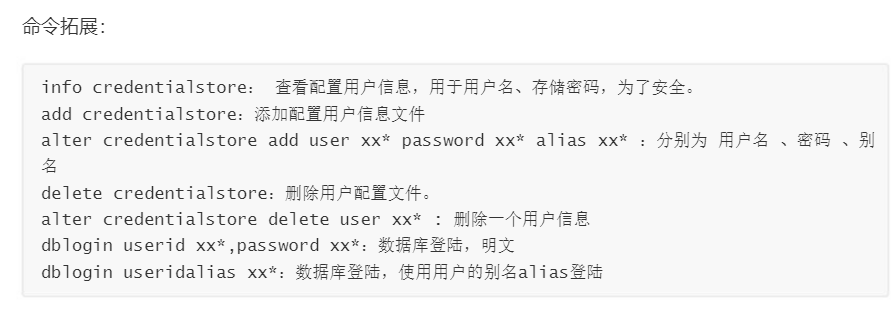 命令拓展：
info credentialstore： 查看配置用户信息，用于用户名、存储密码，为了安全。
add credentialstore：添加配置用户信息文件
alter credentialstore add user xx* password xx* alias xx* ：分别为 用户名 、密码 、别
名
delete credentialstore：删除用户配置文件。
alter credentialstore delete user xx* : 删除一个用户信息
dblogin userid xx*,password xx*：数据库登陆，明文
dblogin useridalias xx*：数据库登陆，使用用户的别名alias登陆